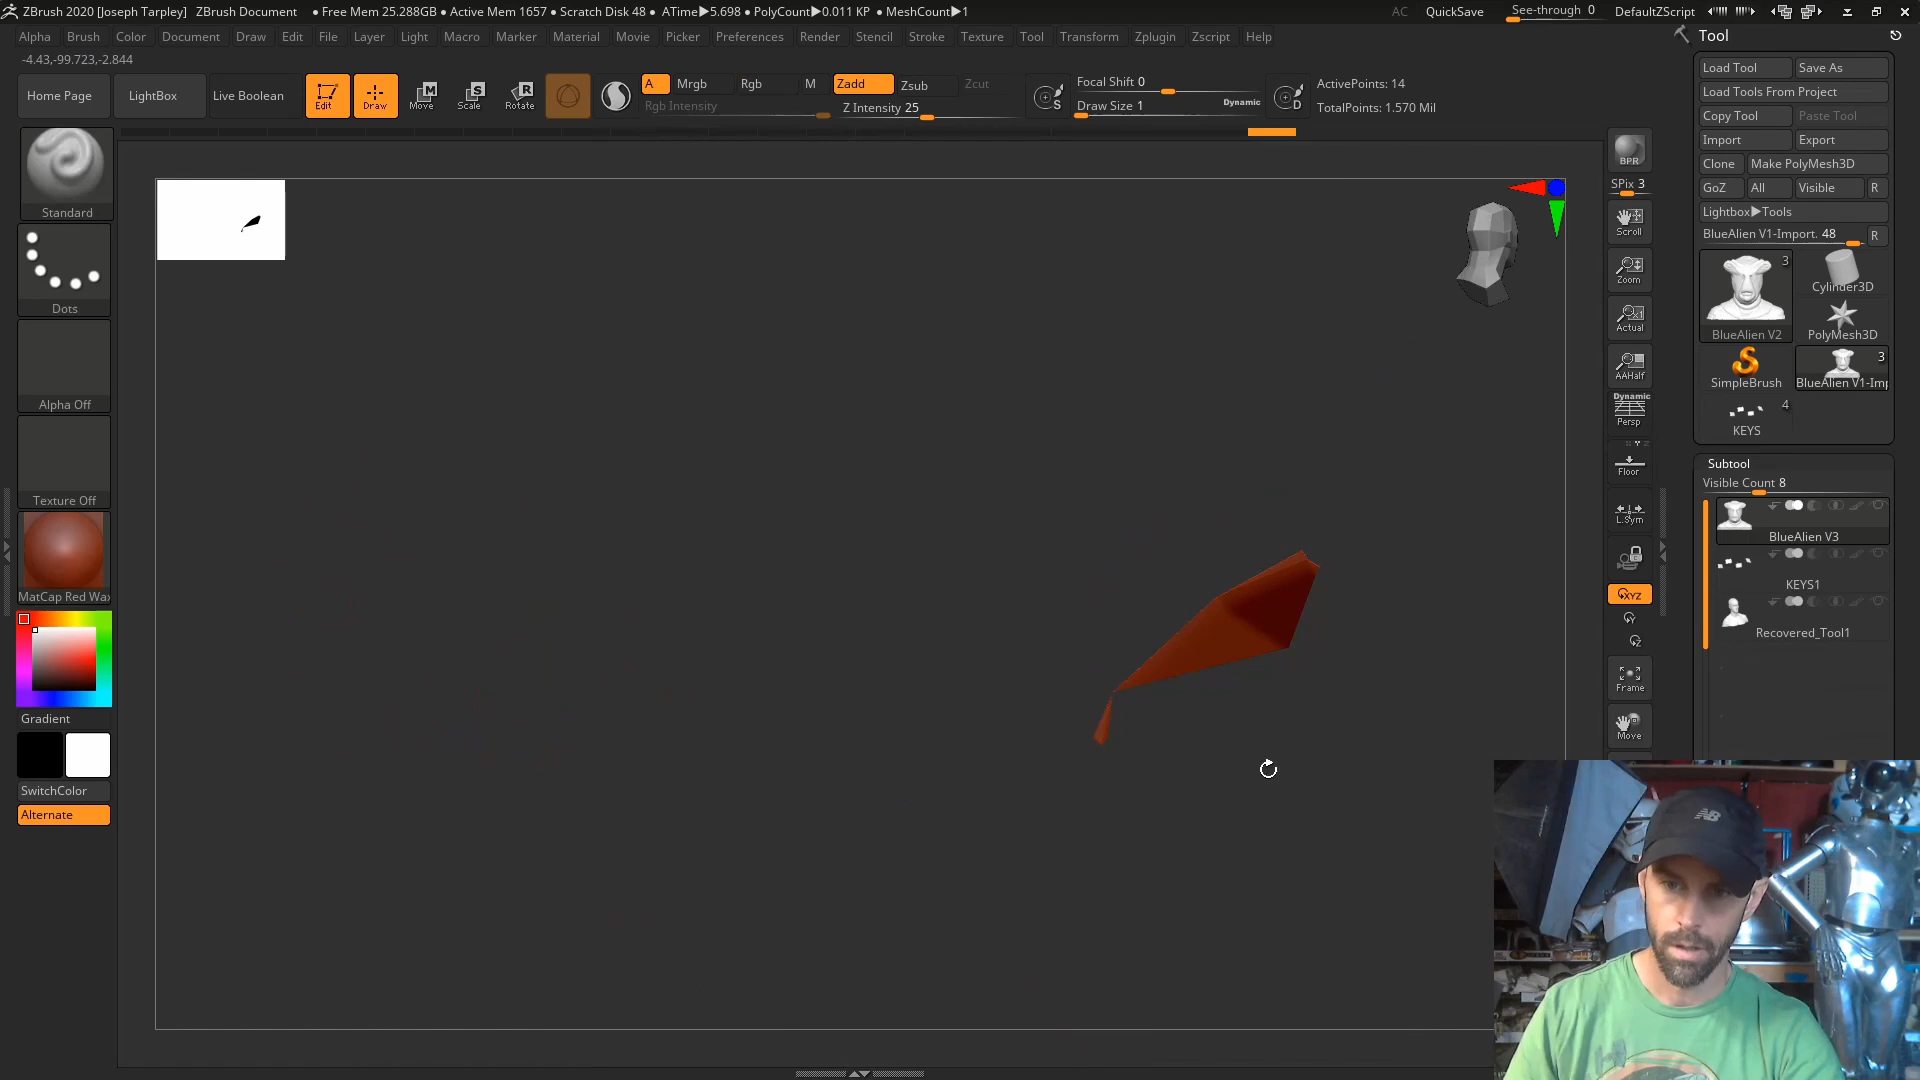 ZBrush 2020 [Joseph Tarpley] ZBrush Document • Free Mem 25.288GB • Active Mem 1657 • Scratch Disk 48 • ATime▶5.698 • PolyCount▶0.011 KP • MeshCount▶1 AC QuickSave See-through 0 DefaultZScript
Alpha Brush Color Document Draw Edit File Layer Light Macro Marker Material Movie Picker Preferences Render Stencil Stroke Texture Tool Transform Zplugin Zscript Help
-4.43,-99.723,-2.844
Home Page LightBox Live Boolean Edit Draw Move Scale Rotate
A Mrgb Rgb M Zadd Zsub Zcut
Rgb Intensity Z Intensity 25
S Focal Shift 0
Draw Size 1 Dynamic D
ActivePoints: 14
TotalPoints: 1.570 Mil
Standard
Dots
Alpha Off
Texture Off
MatCap Red Wax
Gradient
SwitchColor
Alternate
BPR
SPix 3
Scroll
Zoom
Actual
AAHalf
Dynamic
Persp
Floor
L.Sym
XYZ
Y
Z
Frame
Move
Tool
Load Tool Save As
Load Tools From Project
Copy Tool Paste Tool
Import Export
Clone Make PolyMesh3D
GoZ All Visible R
Lightbox▶Tools
BlueAlien V1-Import. 48 R
3
BlueAlien V2
Cylinder3D
PolyMesh3D
SimpleBrush
3
BlueAlien V1-Imp
4
KEYS
Subtool
Visible Count 8
BlueAlien V3
KEYS1
Recovered_Tool1
NB